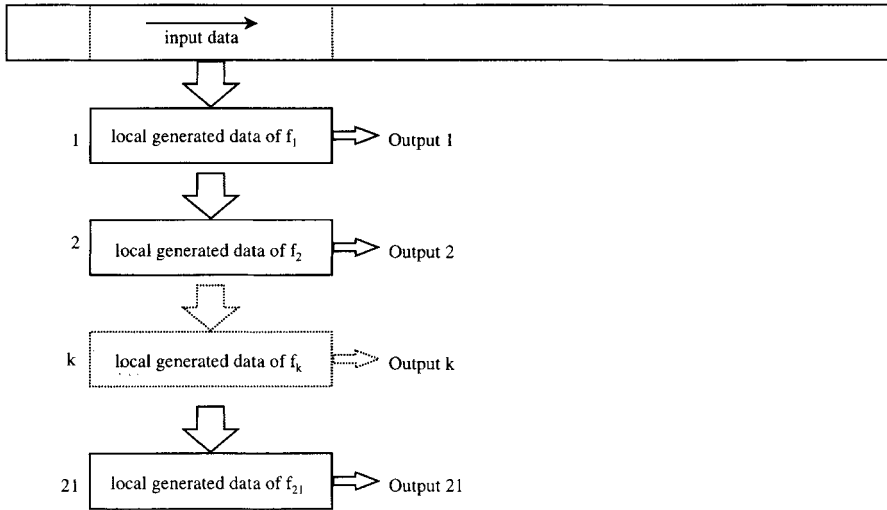 input data
1 local generated data of f₁ Output 1
2 local generated data of f₂ Output 2
k local generated data of fₖ Output k
21 local generated data of f₂₁ Output 21